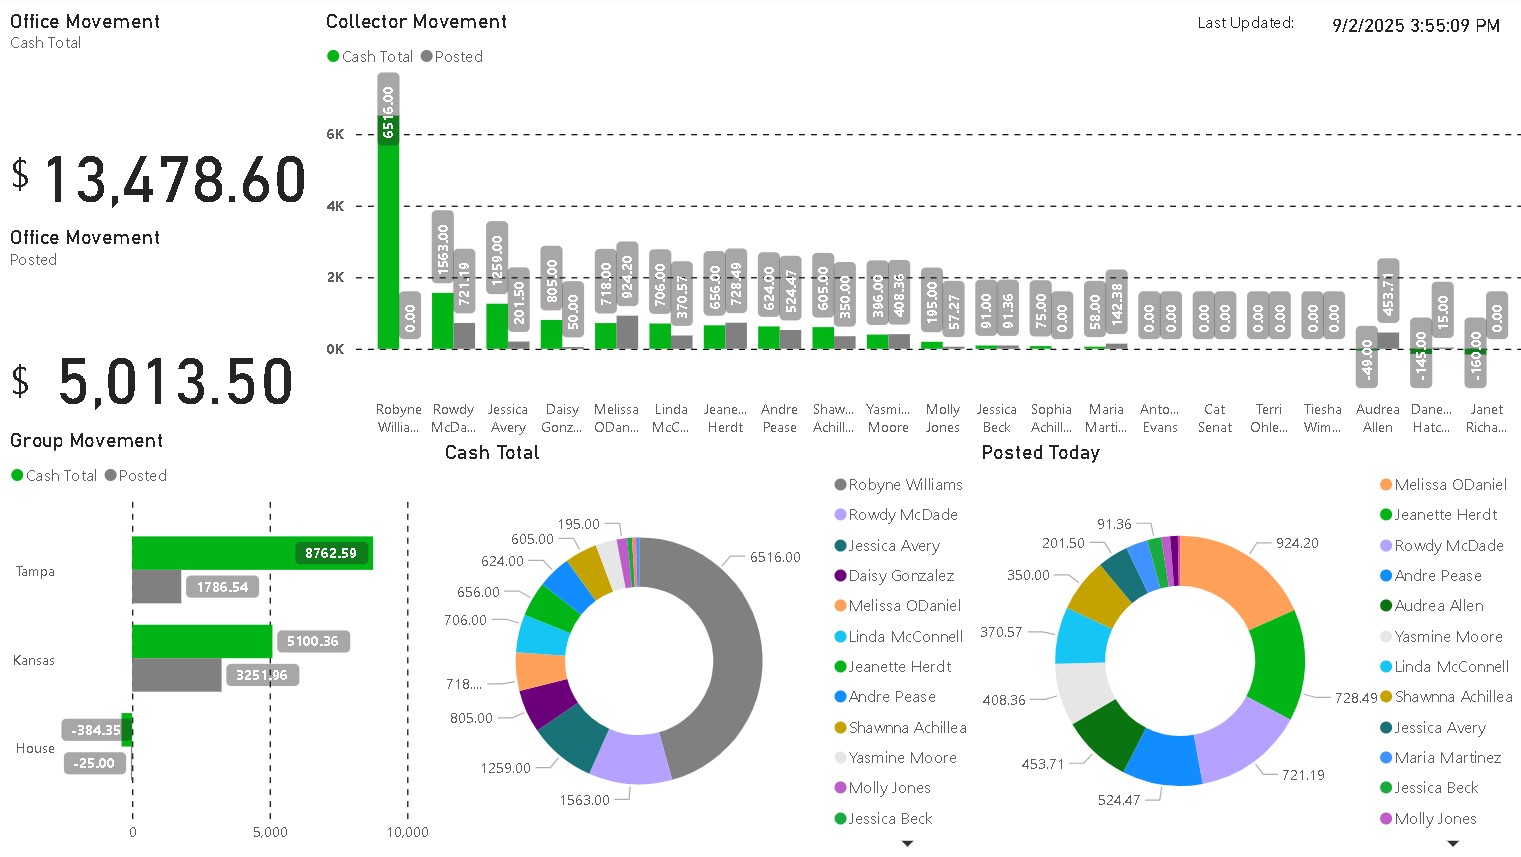 Office Movement
Cash Total
$ 13,478.60
Office Movement
Posted
$ 5,013.50
Collector Movement
Last Updated: 9/2/2025 3:55:09 PM
Cash Total Posted
6K
4K
2K
0K
6516.00 0.00
1563.00 721.19
1259.00 201.50
805.00 50.00
718.00 924.20
706.00 370.57
656.00 728.49
624.00 524.47
605.00 350.00
396.00 408.36
195.00 57.27
91.00 91.36
75.00 0.00
58.00 142.38
0.00 0.00
0.00 0.00
0.00 0.00
0.00 0.00
-49.00 453.71
-145.00 15.00
-160.00 0.00
Robyne Willia...
Rowdy McDa...
Jessica Avery
Daisy Gonz...
Melissa ODan...
Linda McC...
Jeane... Herdt
Andre Pease
Shaw... Achill...
Yasmi... Moore
Molly Jones
Jessica Beck
Sophia Achill...
Maria Marti...
Anto... Evans
Cat Senat
Terri Ohle...
Tiesha Wim...
Audrea Allen
Dane... Hatc...
Janet Richa...
Group Movement
Cash Total Posted
Tampa
8762.59
1786.54
Kansas
5100.36
3251.96
House
-384.35
-25.00
0 5,000 10,000
Cash Total
195.00
605.00
624.00
656.00
706.00
718....
805.00
1259.00
1563.00
6516.00
Robyne Williams
Rowdy McDade
Jessica Avery
Daisy Gonzalez
Melissa ODaniel
Linda McConnell
Jeanette Herdt
Andre Pease
Shawnna Achillea
Yasmine Moore
Molly Jones
Jessica Beck
Posted Today
91.36
201.50
350.00
370.57
408.36
453.71
524.47
721.19
728.49
924.20
Melissa ODaniel
Jeanette Herdt
Rowdy McDade
Andre Pease
Audrea Allen
Yasmine Moore
Linda McConnell
Shawnna Achillea
Jessica Avery
Maria Martinez
Jessica Beck
Molly Jones